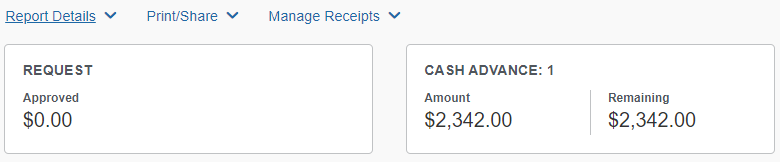 Report Details Print/Share Manage Receipts
REQUEST
Approved
$0.00
CASH ADVANCE: 1
Amount Remaining
$2,342.00 $2,342.00